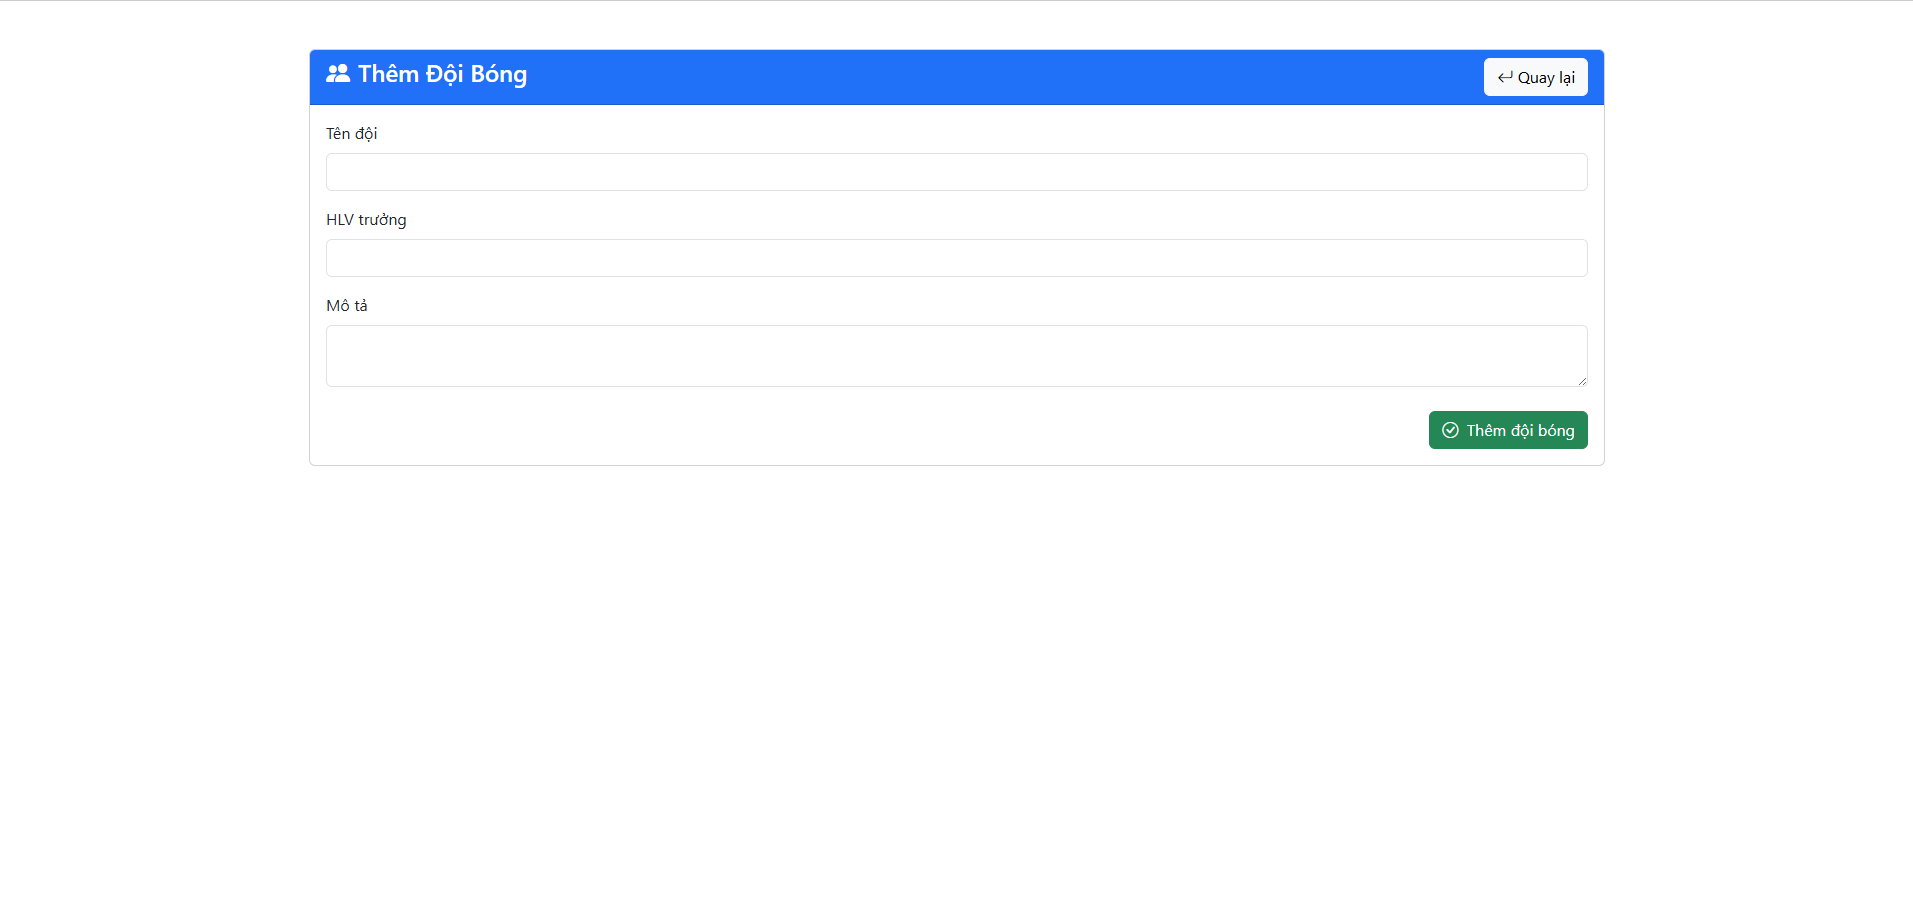 Thêm Đội Bóng
Quay lại
Tên đội
HLV trưởng
Mô tả
Thêm đội bóng